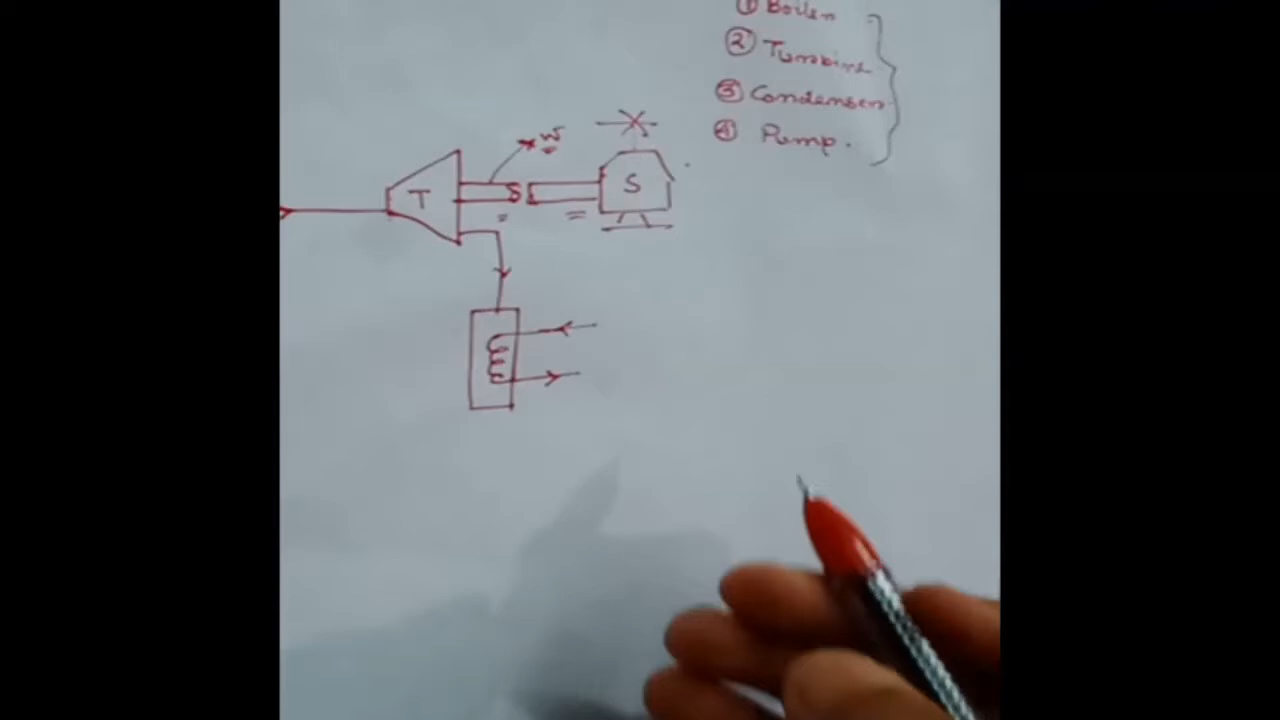 ① Boiler
② Turbine
③ Condenser
④ Pump.
w
T
S
S